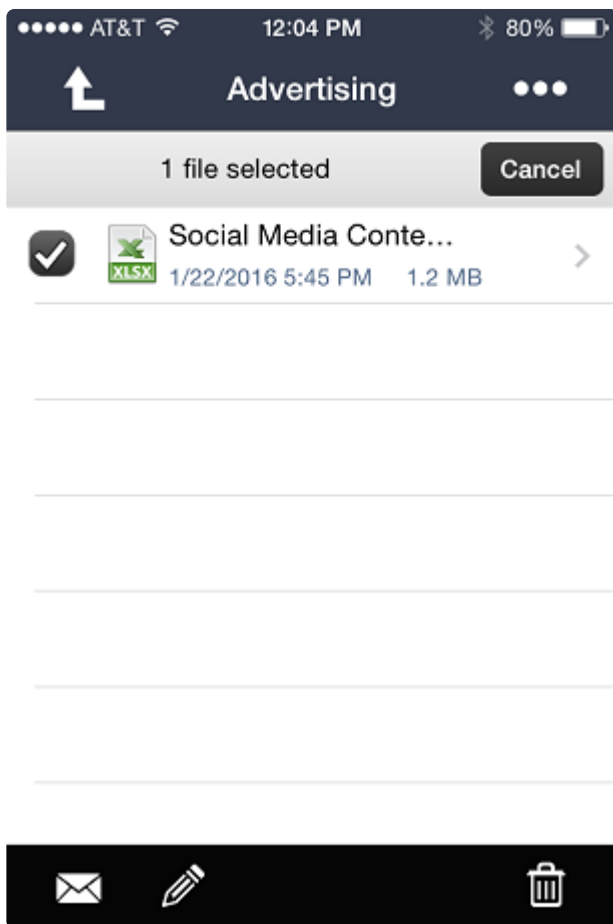 AT&T 12:04 PM 80%
Advertising
1 file selected Cancel
Social Media Conte...
XLSX 1/22/2016 5:45 PM 1.2 MB